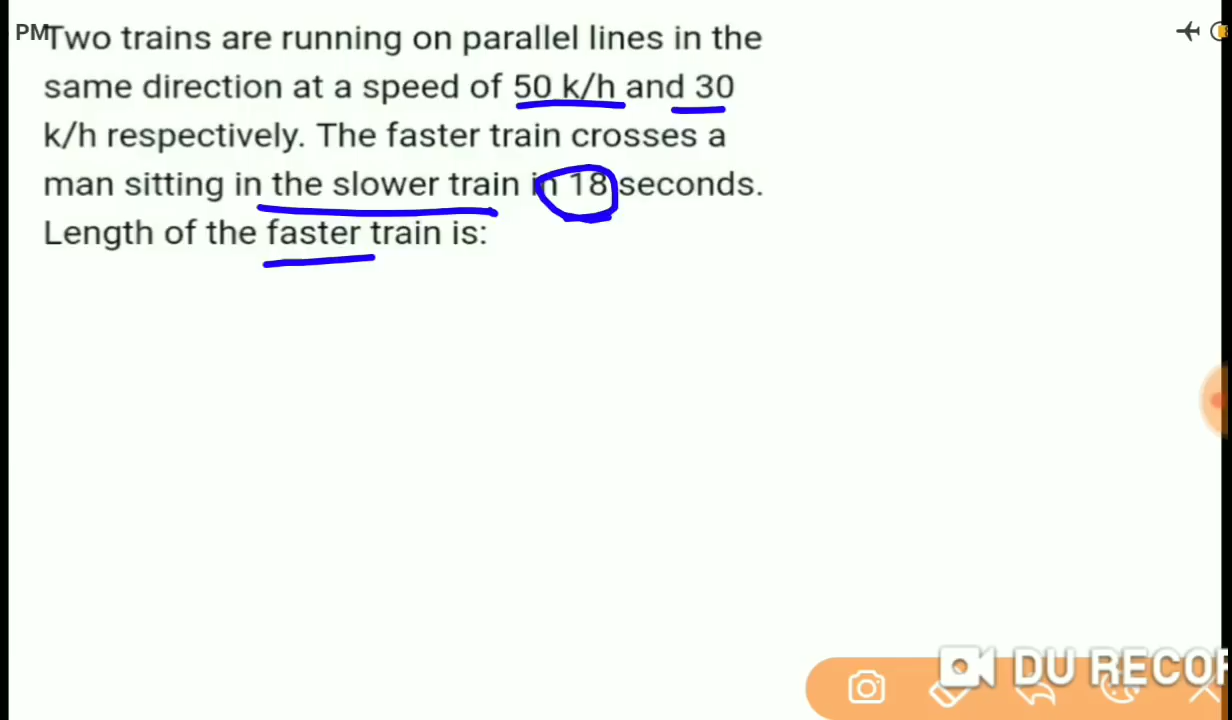 PM
Two trains are running on parallel lines in the
same direction at a speed of 50 k/h and 30
k/h respectively. The faster train crosses a
man sitting in the slower train in 18 seconds.
Length of the faster train is:
DU RECOR